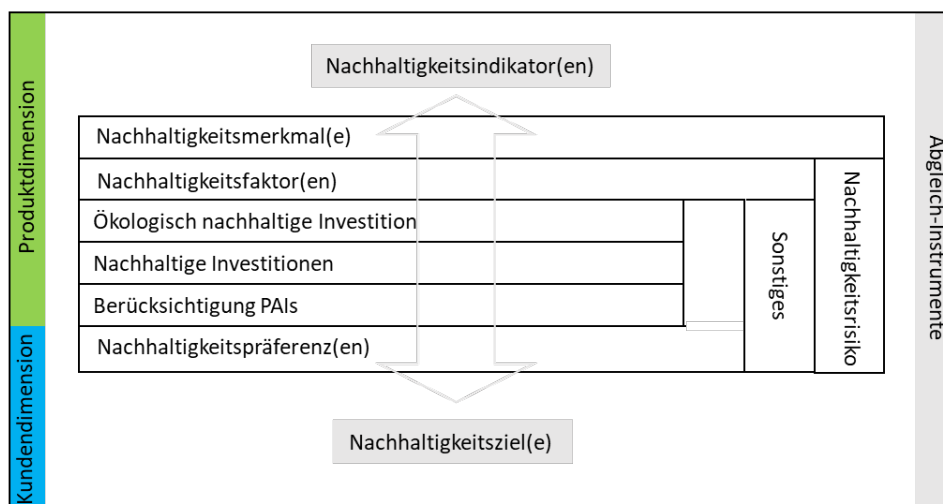 Produktdimension
Kundendimension
Nachhaltigkeitsindikator(en)
Nachhaltigkeitsmerkmal(e)
Nachhaltigkeitsfaktor(en)
Ökologisch nachhaltige Investition
Nachhaltige Investitionen
Berücksichtigung PAIs
Nachhaltigkeitspräferenz(en)
Sonstiges
Nachhaltigkeitsrisiko
Nachhaltigkeitsziel(e)
Abgleich-Instrumente